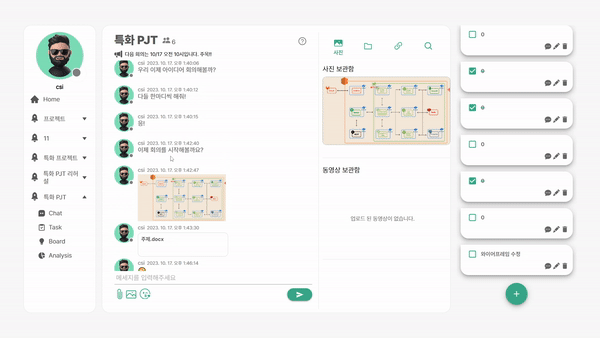 csi
Home
프로젝트
11
특화 프로젝트
특화 PJT 리허설
특화 PJT
Chat
Task
Board
Analysis
특화 PJT 6
다음 회의는 10/17 오전 10시입니다. 주목!!
csi 2023. 10. 17. 오후 1:40:06
우리 이제 아이디어 회의해볼까?
csi 2023. 10. 17. 오후 1:40:12
다들 한마디씩 해줘!
csi 2023. 10. 17. 오후 1:40:15
응!
csi 2023. 10. 17. 오후 1:42:40
이제 회의를 시작해볼까요?
csi 2023. 10. 17. 오후 1:42:47
csi 2023. 10. 17. 오후 1:43:30
주제.docx
csi 2023. 10. 17. 오후 1:46:14
메세지를 입력해주세요
사진
사진 보관함
동영상 보관함
업로드 된 동영상이 없습니다.
와이어프레임 수정